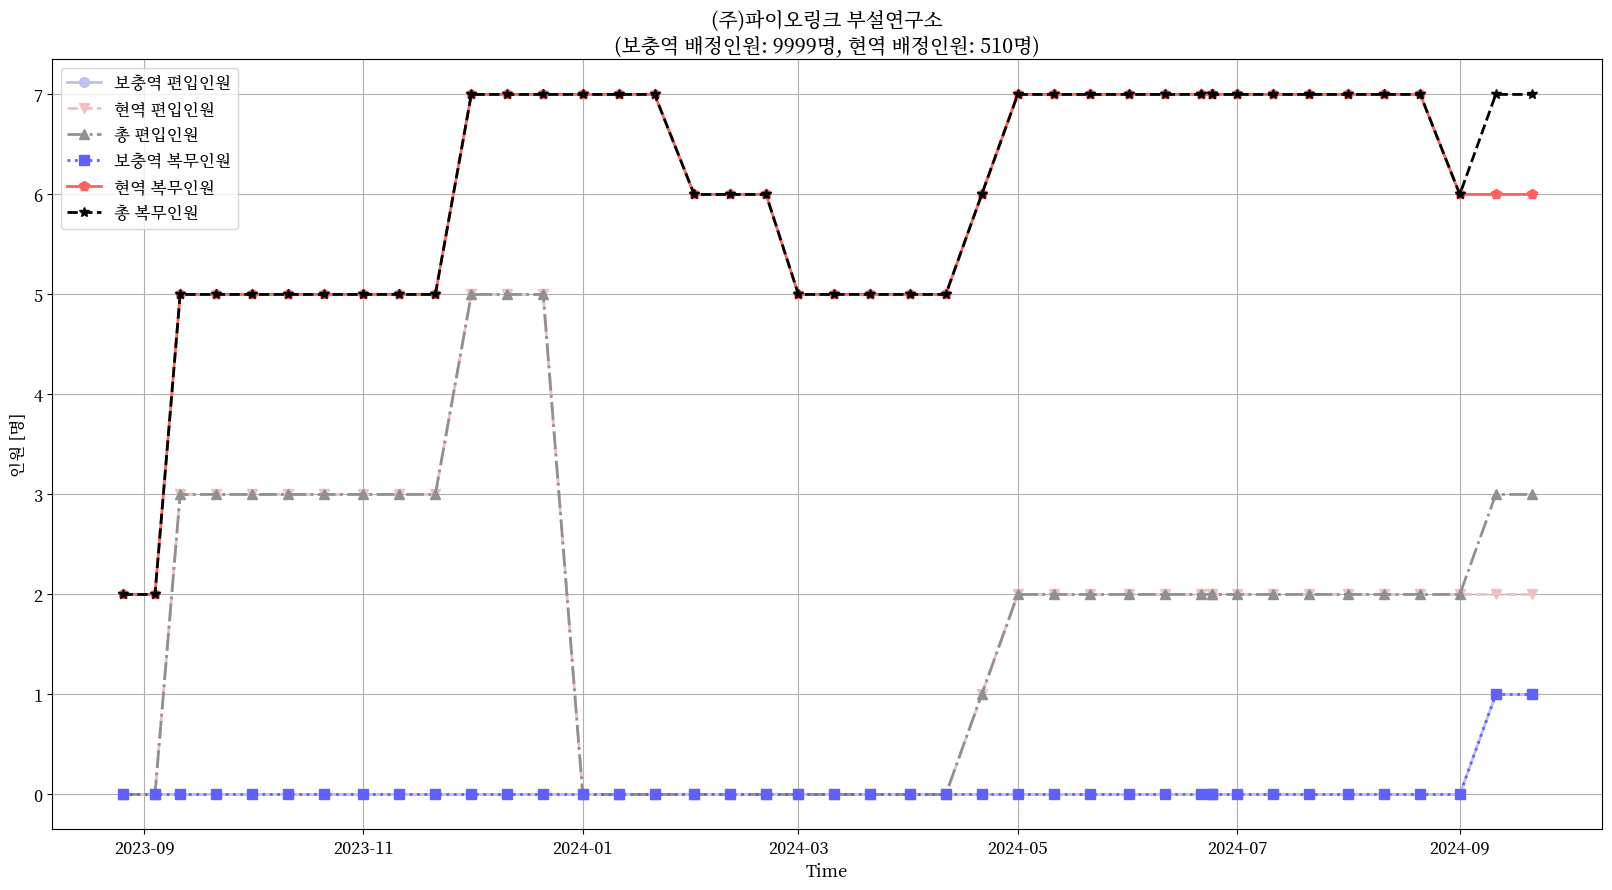 (주)파이오링크 부설연구소
(보충역 배정인원: 9999명, 현역 배정인원: 510명)
보충역 편입인원
현역 편입인원
총 편입인원
보충역 복무인원
현역 복무인원
총 복무인원
인원 [명]
7
6
5
4
3
2
1
0
2023-09
2023-11
2024-01
2024-03
2024-05
2024-07
2024-09
Time